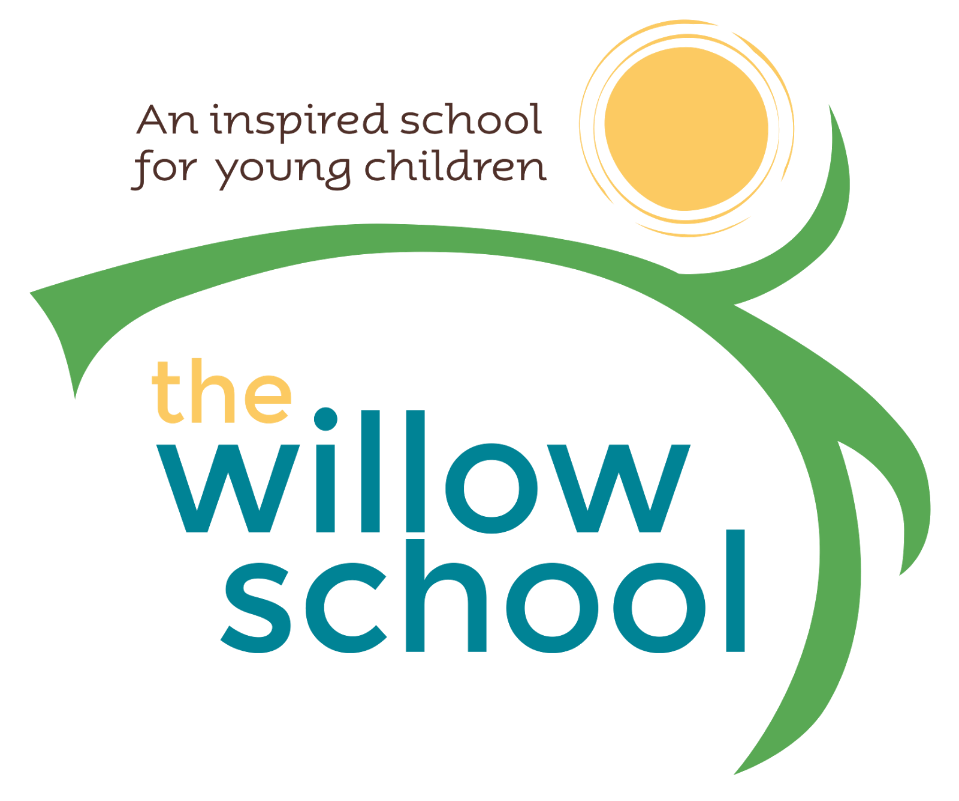 An inspired school
for young children
the
willow
school